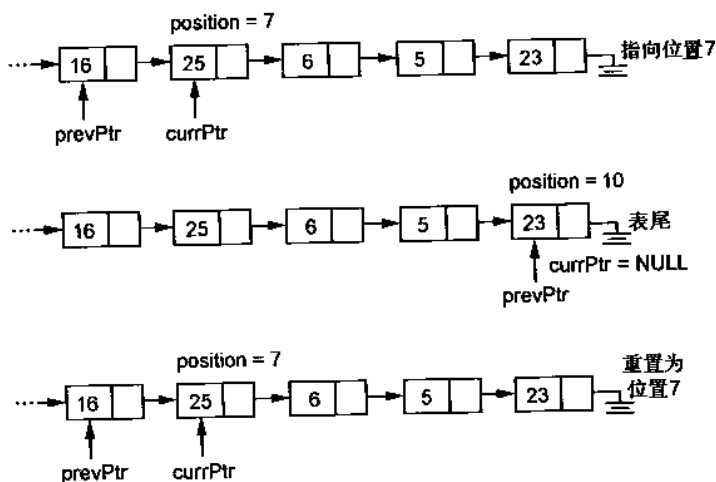 position = 7
16 25 6 5 23 指向位置7
prevPtr currPtr
position = 10
16 25 6 5 23 表尾
currPtr = NULL
prevPtr
position = 7
重置为
16 25 6 5 23 位置7
prevPtr currPtr